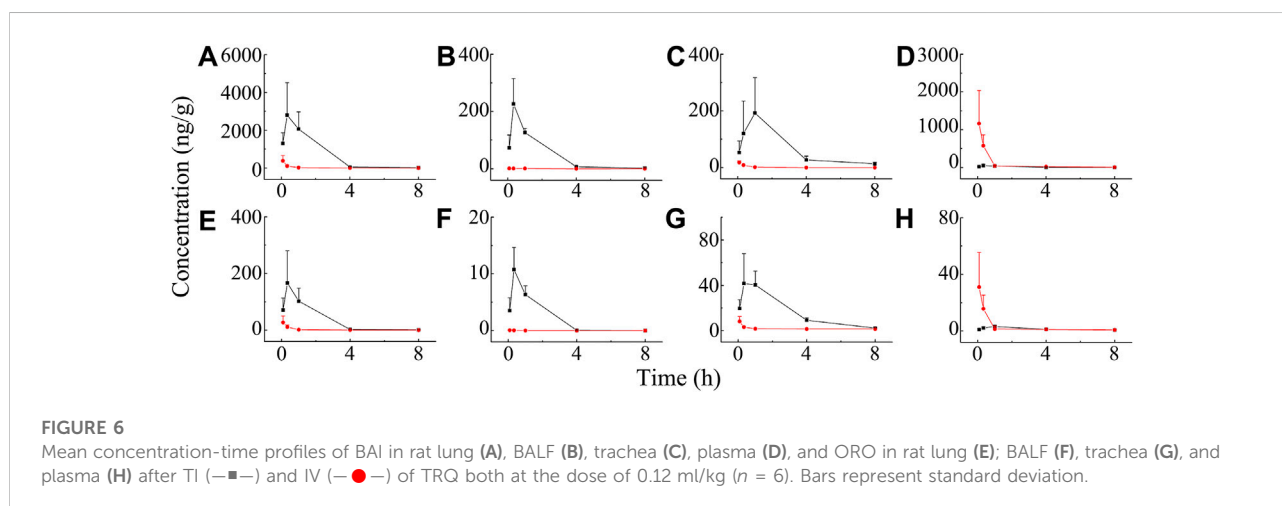 A
B
C
D
6000
4000
2000
0
0 4 8
400
200
0
0 4 8
400
200
0
0 4 8
3000
2000
1000
0
0 4 8
Concentration (ng/g)
E
F
G
H
400
200
0
0 4 8
20
15
10
5
0
0 4 8
80
40
0
0 4 8
80
40
0
0 4 8
Time (h)
FIGURE 6
Mean concentration-time profiles of BAI in rat lung (A), BALF (B), trachea (C), plasma (D), and ORO in rat lung (E); BALF (F), trachea (G), and
plasma (H) after TI (—■—) and IV (—●—) of TRQ both at the dose of 0.12 ml/kg (n = 6). Bars represent standard deviation.